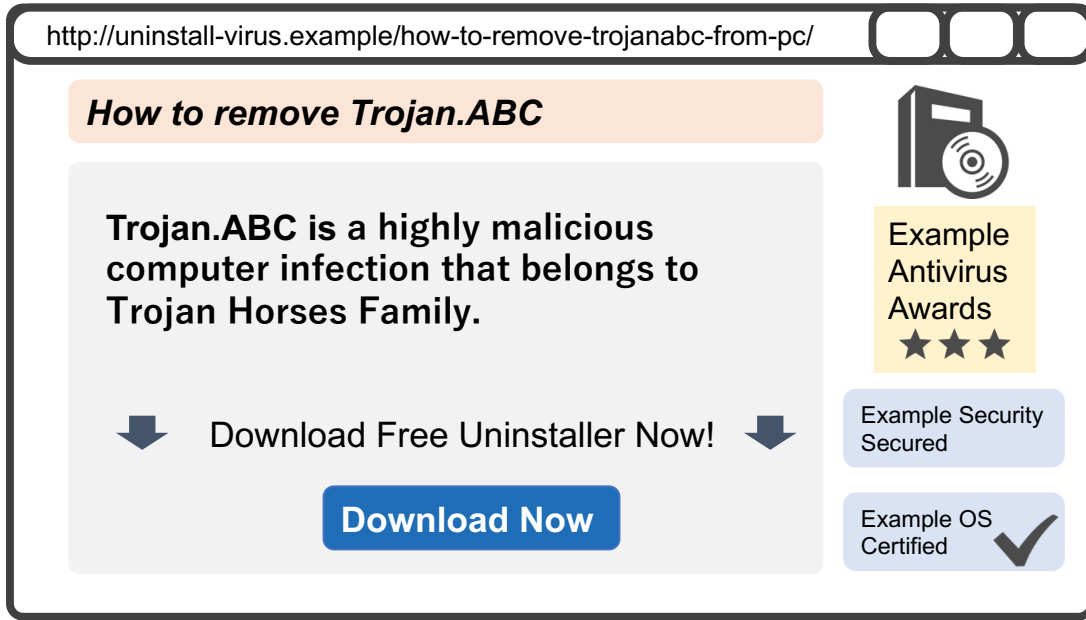 http://uninstall-virus.example/how-to-remove-trojanabc-from-pc/
How to remove Trojan.ABC
Trojan.ABC is a highly malicious
computer infection that belongs to
Trojan Horses Family.
Download Free Uninstaller Now!
Download Now
Example
Antivirus
Awards
Example Security
Secured
Example OS
Certified